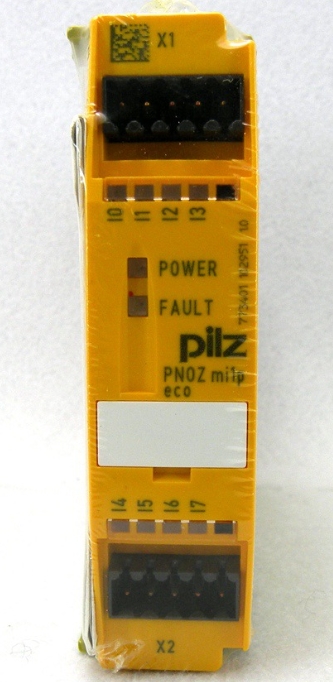 X1
I0 I1 I2 I3
POWER
FAULT
pilz
PNOZ mi1p
eco
I4 I5 I6 I7
X2